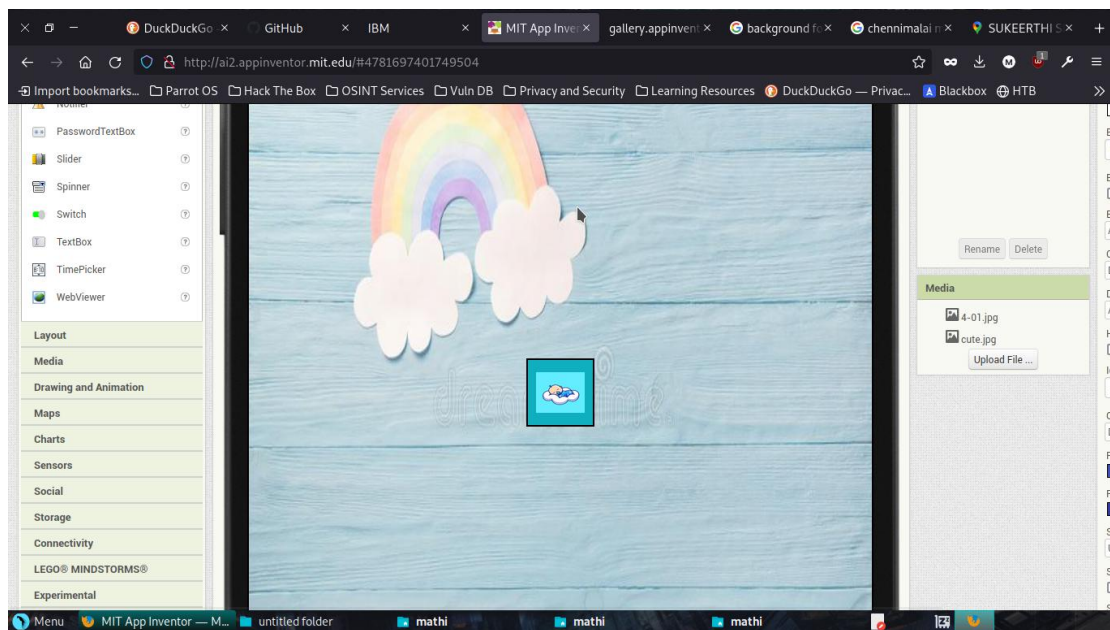 DuckDuckGo
GitHub
IBM
MIT App Inven
gallery.appinvent
background fo
chennimalai m
SUKEERTHI S
http://ai2.appinventor.mit.edu/#4781697401749504
Import bookmarks...
Parrot OS
Hack The Box
OSINT Services
Vuln DB
Privacy and Security
Learning Resources
DuckDuckGo — Privac...
Blackbox
HTB
Notifier
PasswordTextBox
Slider
Spinner
Switch
TextBox
TimePicker
WebViewer
Layout
Media
Drawing and Animation
Maps
Charts
Sensors
Social
Storage
Connectivity
LEGO® MINDSTORMS®
Experimental
dreamstime
Rename Delete
Media
4-01.jpg
cute.jpg
Upload File ...
Menu
MIT App Inventor — M...
untitled folder
mathi
mathi
mathi